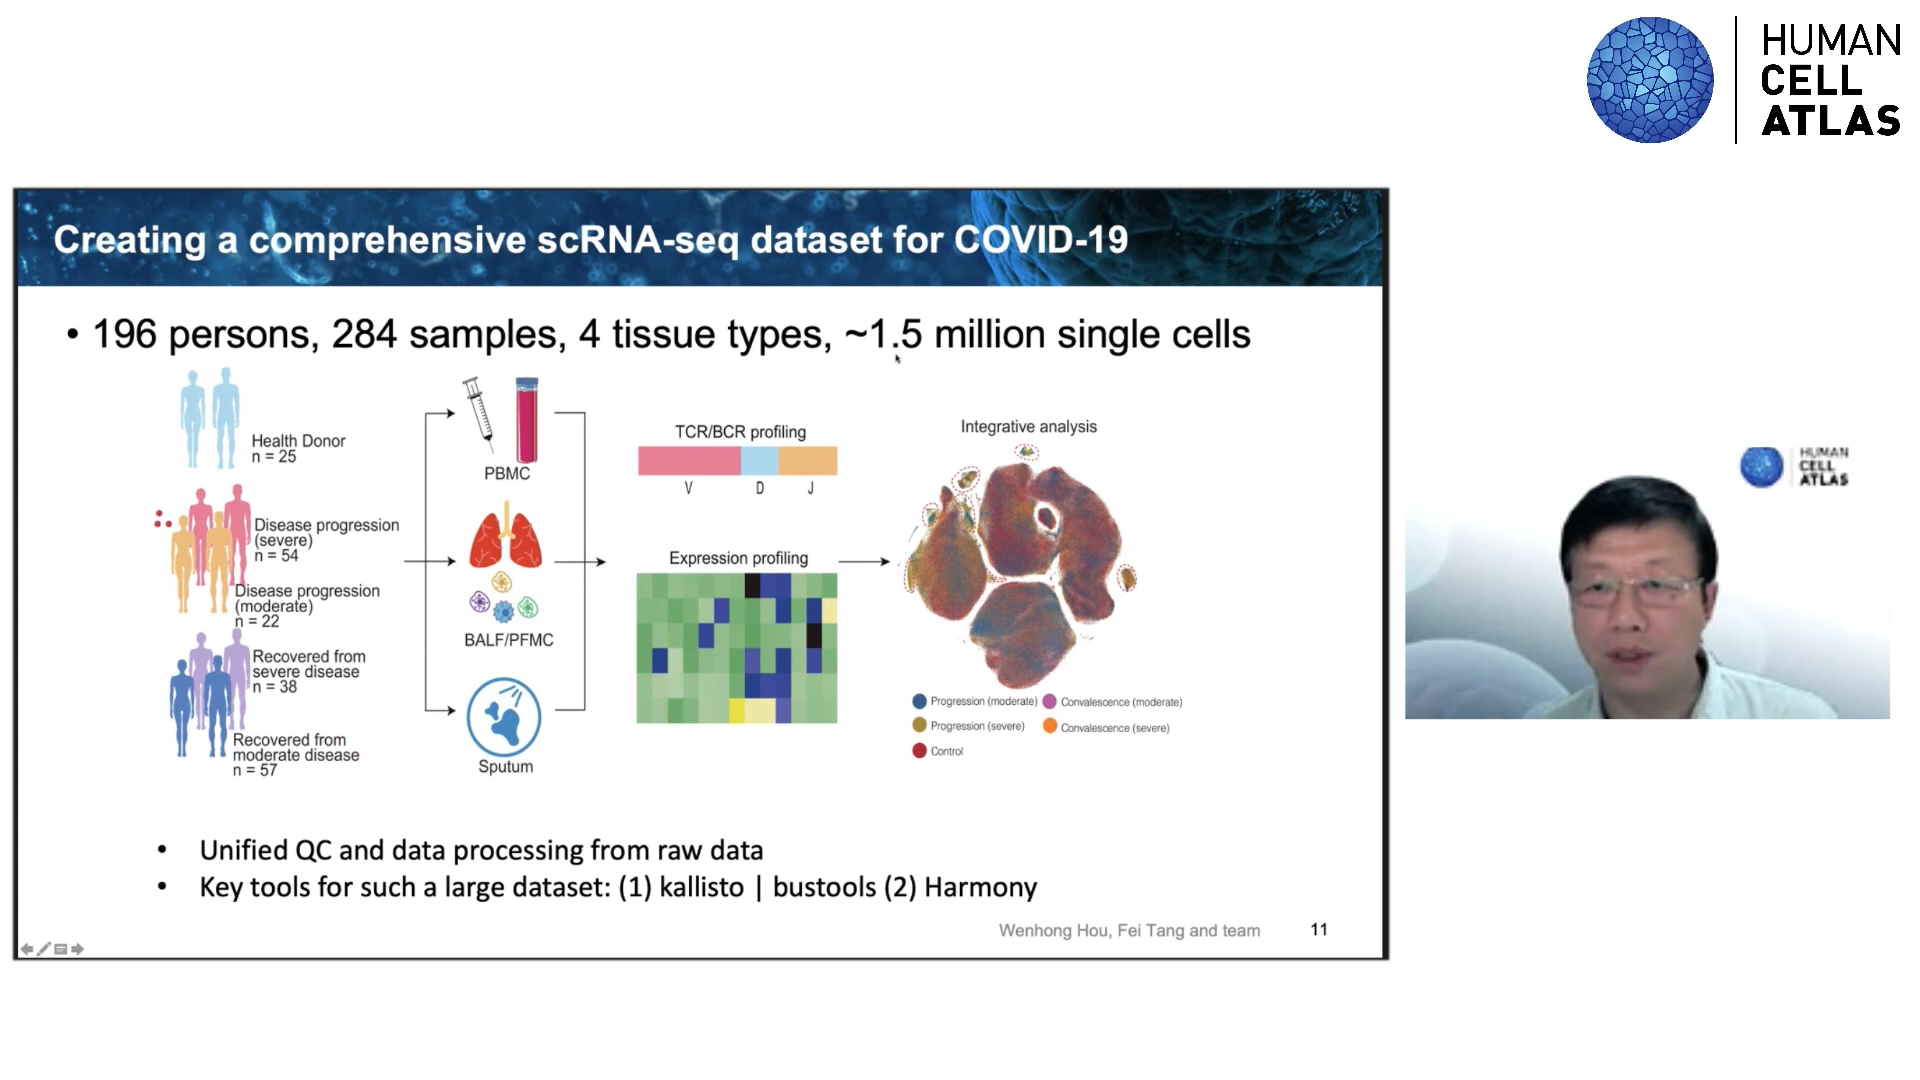 HUMAN
CELL
ATLAS
Creating a comprehensive scRNA-seq dataset for COVID-19
• 196 persons, 284 samples, 4 tissue types, ~1.5 million single cells
Health Donor
n = 25
Disease progression
(severe)
n = 54
Disease progression
(moderate)
n = 22
Recovered from
severe disease
n = 38
Recovered from
moderate disease
n = 57
PBMC
BALF/PFMC
Sputum
TCR/BCR profiling
V D J
Expression profiling
Integrative analysis
Progression (moderate)
Convalescence (moderate)
Progression (severe)
Convalescence (severe)
Control
• Unified QC and data processing from raw data
• Key tools for such a large dataset: (1) kallisto | bustools (2) Harmony
Wenhong Hou, Fei Tang and team
11
HUMAN
CELL
ATLAS